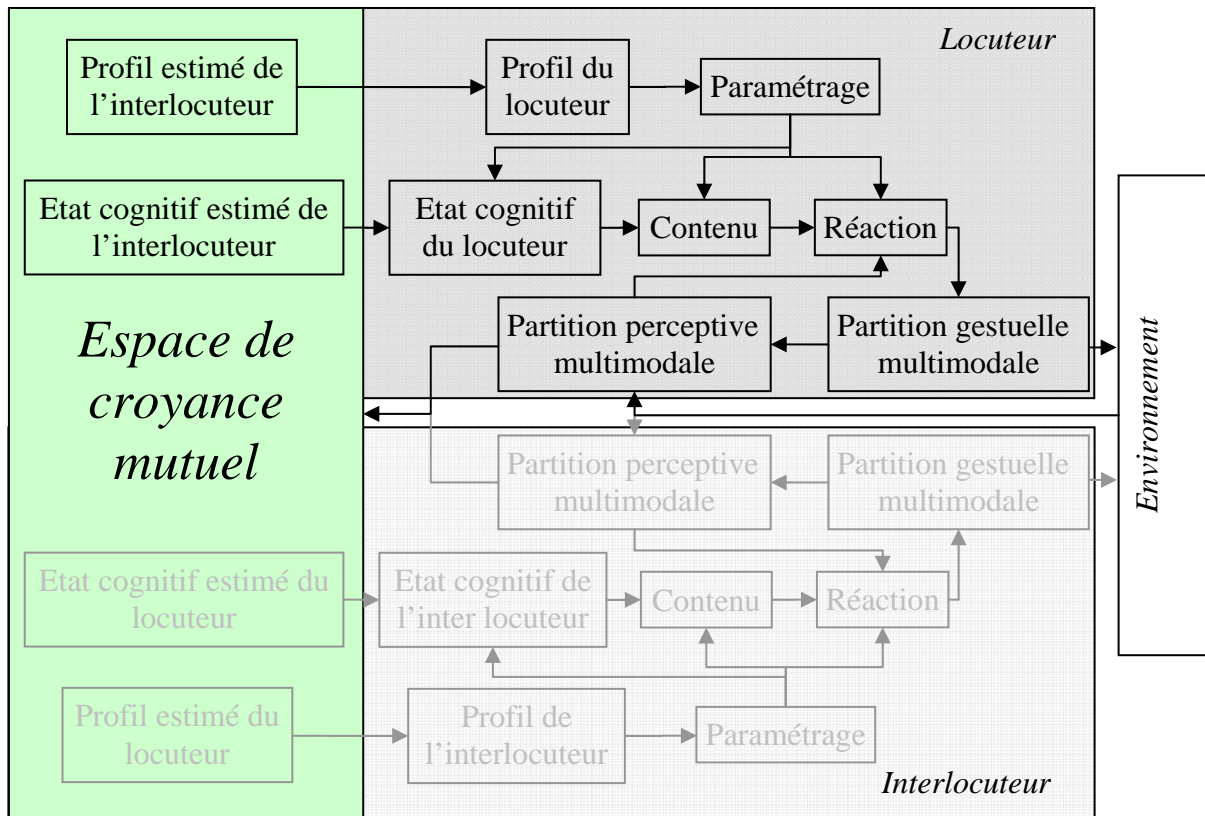 Locuteur
Profil estimé de
l’interlocuteur
Profil du
locuteur
Paramétrage
Etat cognitif estimé de
l’interlocuteur
Etat cognitif
du locuteur
Contenu
Réaction
Partition perceptive
multimodale
Partition gestuelle
multimodale
Espace de
croyance
mutuel
Environnement
Partition perceptive
multimodale
Partition gestuelle
multimodale
Etat cognitif estimé du
locuteur
Etat cognitif de
l’inter locuteur
Contenu
Réaction
Profil estimé du
locuteur
Profil de
l’interlocuteur
Paramétrage
Interlocuteur